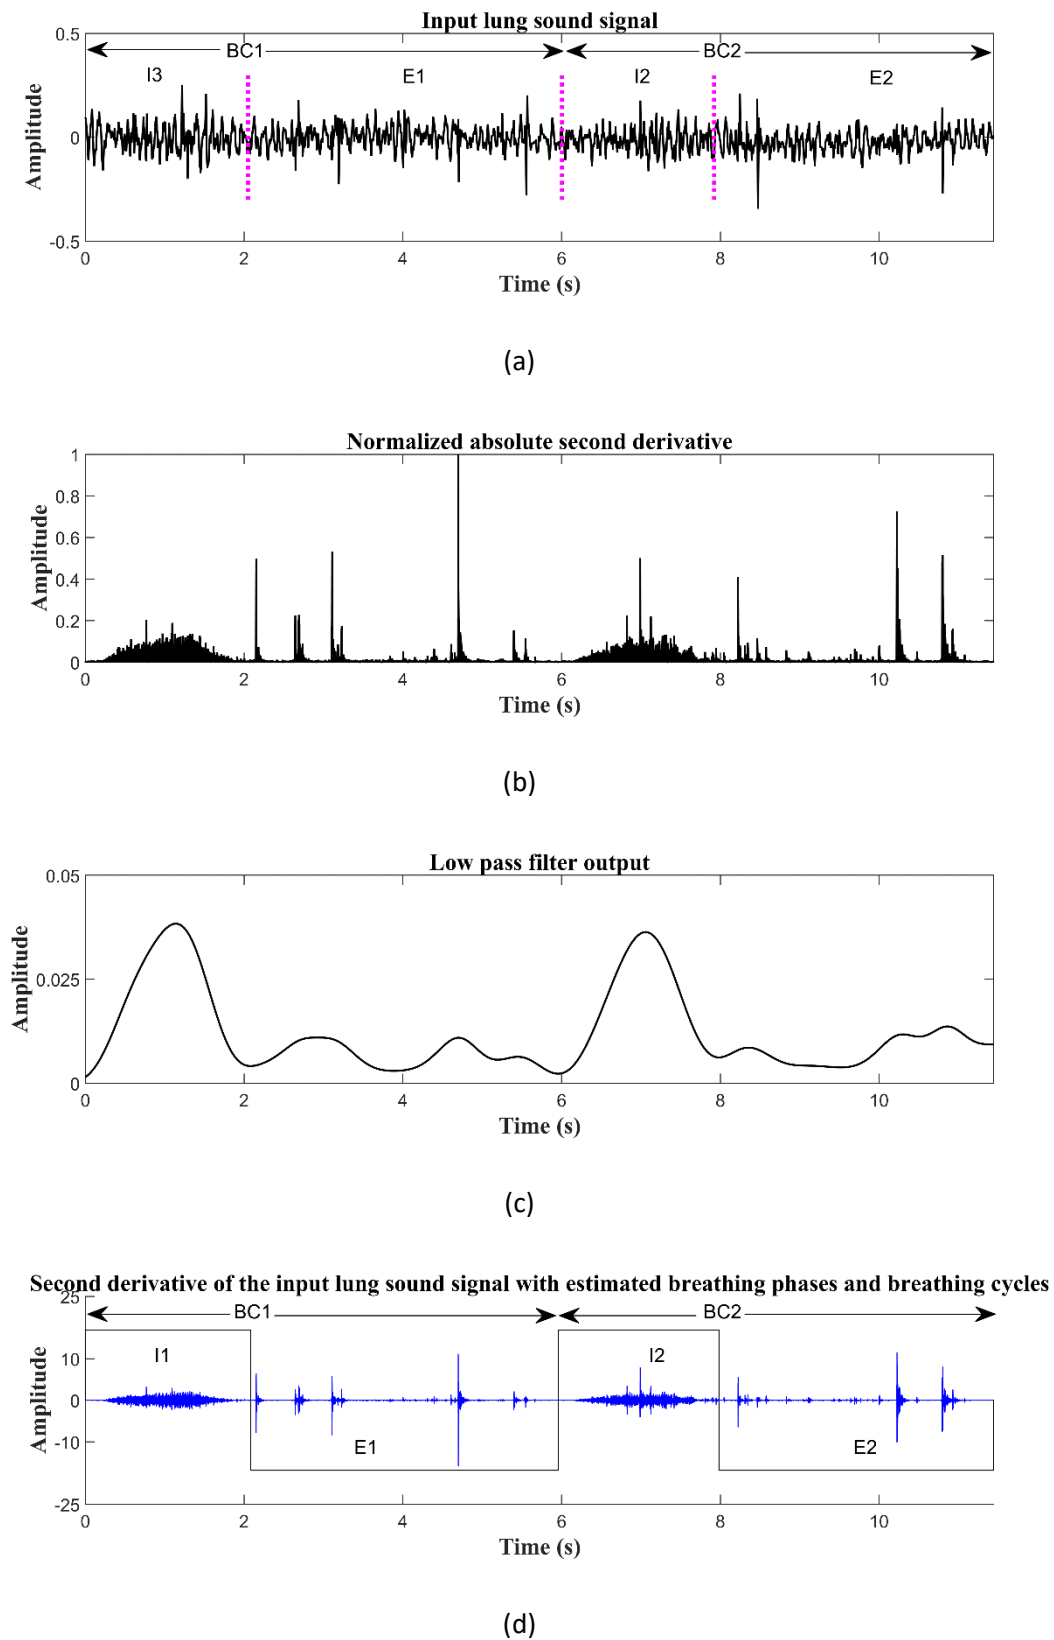 Input lung sound signal
0.5
BC1 BC2
I3 E1 I2 E2
0
Amplitude
-0.5
0 2 4 6 8 10
Time (s)
(a)
Normalized absolute second derivative
1
0.8
0.6
0.4
0.2
0
Amplitude
0 2 4 6 8 10
Time (s)
(b)
Low pass filter output
0.05
0.025
0
Amplitude
0 2 4 6 8 10
Time (s)
(c)
Second derivative of the input lung sound signal with estimated breathing phases and breathing cycles
25
BC1 BC2
I1 I2
10
0
-10
E1 E2
Amplitude
-25
0 2 4 6 8 10
Time (s)
(d)